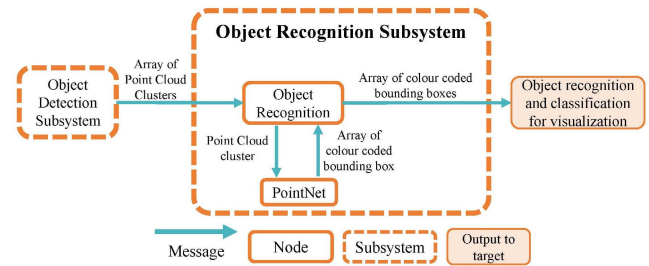 Object Recognition Subsystem
Array of
Point Cloud
Clusters
Object
Detection
Subsystem
Object
Recognition
Array of colour coded
bounding boxes
Object recognition
and classification
for visualization
Point Cloud
cluster
Array of
colour coded
bounding box
PointNet
Message
Node
Subsystem
Output to
target